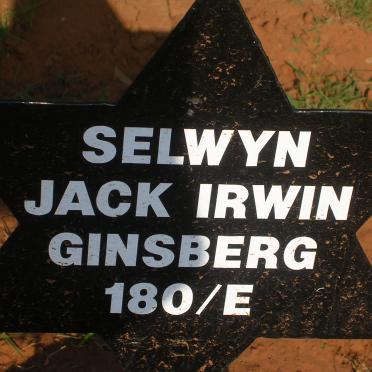 SELWYN
JACK IRWIN
GINSBERG
180/E